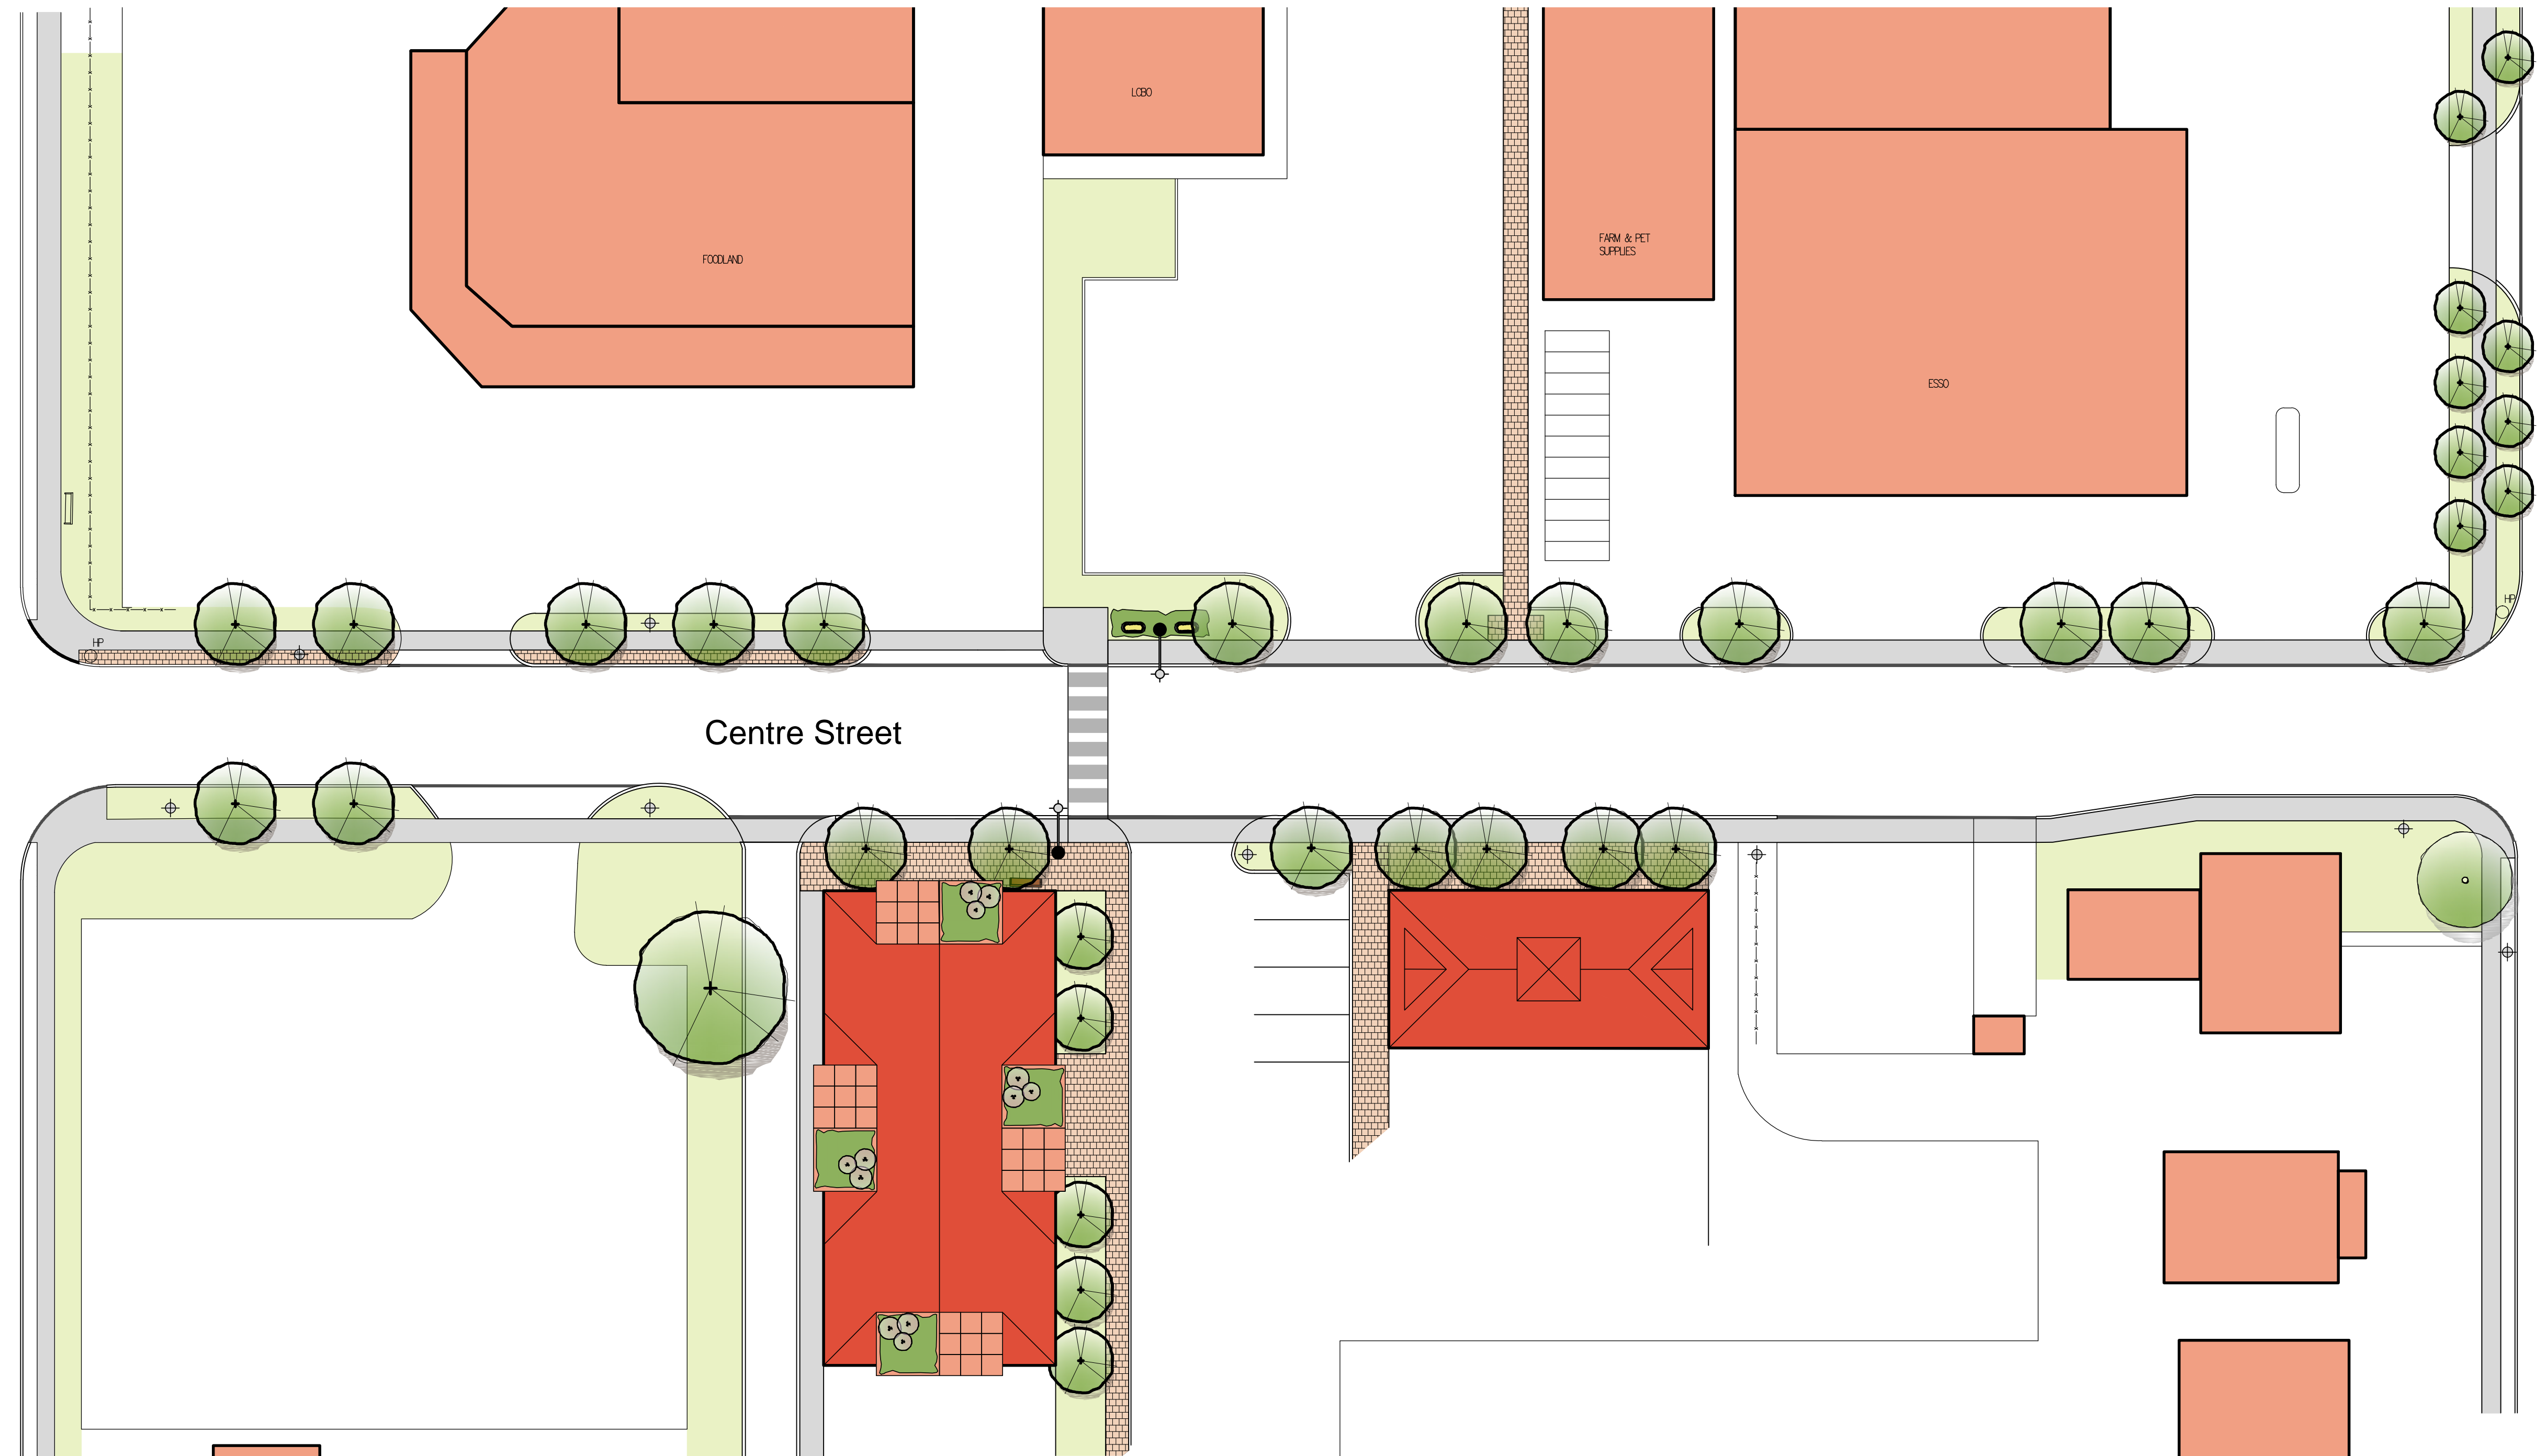 LCBO
FARM & PET
SUPPLIES
FOODLAND
ESSO
HP
HP
Centre Street